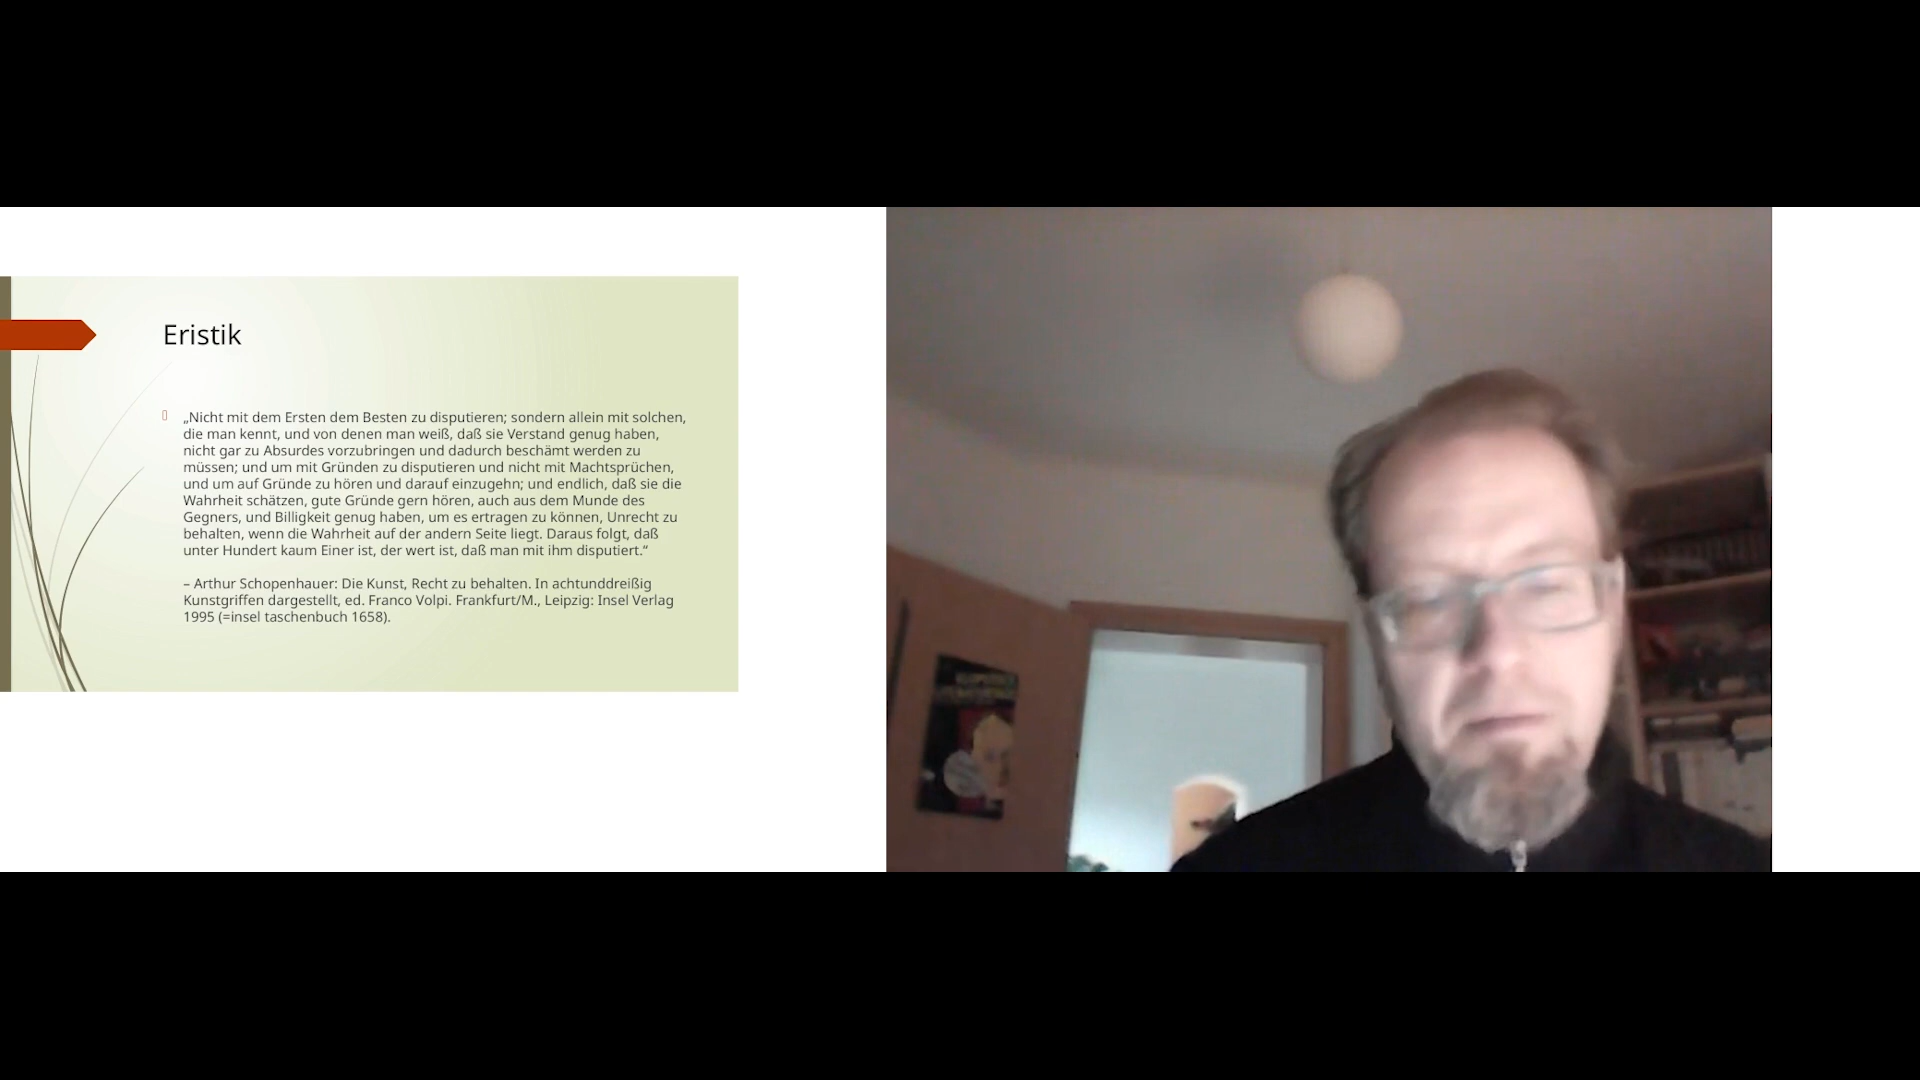 Eristik
„Nicht mit dem Ersten dem Besten zu disputieren; sondern allein mit solchen,
die man kennt, und von denen man weiß, daß sie Verstand genug haben,
nicht gar zu Absurdes vorzubringen und dadurch beschämt werden zu
müssen; und um mit Gründen zu disputieren und nicht mit Machtsprüchen,
und um auf Gründe zu hören und darauf einzugehn; und endlich, daß sie die
Wahrheit schätzen, gute Gründe gern hören, auch aus dem Munde des
Gegners, und Billigkeit genug haben, um es ertragen zu können, Unrecht zu
behalten, wenn die Wahrheit auf der andern Seite liegt. Daraus folgt, daß
unter Hundert kaum Einer ist, der wert ist, daß man mit ihm disputiert.“
– Arthur Schopenhauer: Die Kunst, Recht zu behalten. In achtunddreißig
Kunstgriffen dargestellt, ed. Franco Volpi. Frankfurt/M., Leipzig: Insel Verlag
1995 (=insel taschenbuch 1658).